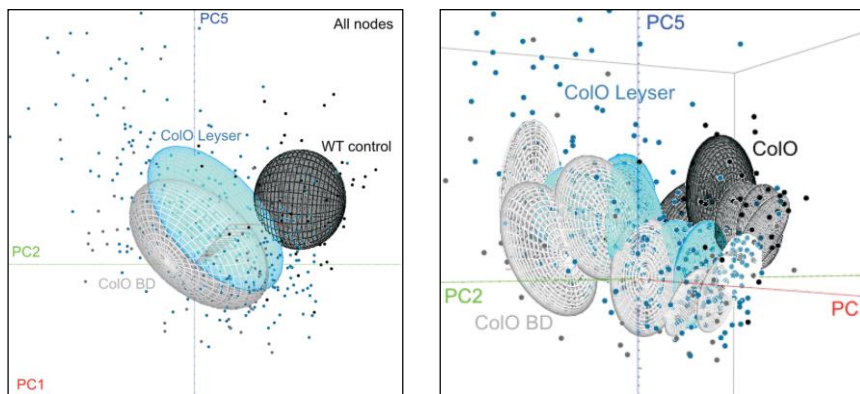 PC5
All nodes
ColO Leyser
WT control
PC2
ColO BD
PC1
PC5
ColO Leyser
ColO
PC2
PC
ColO BD